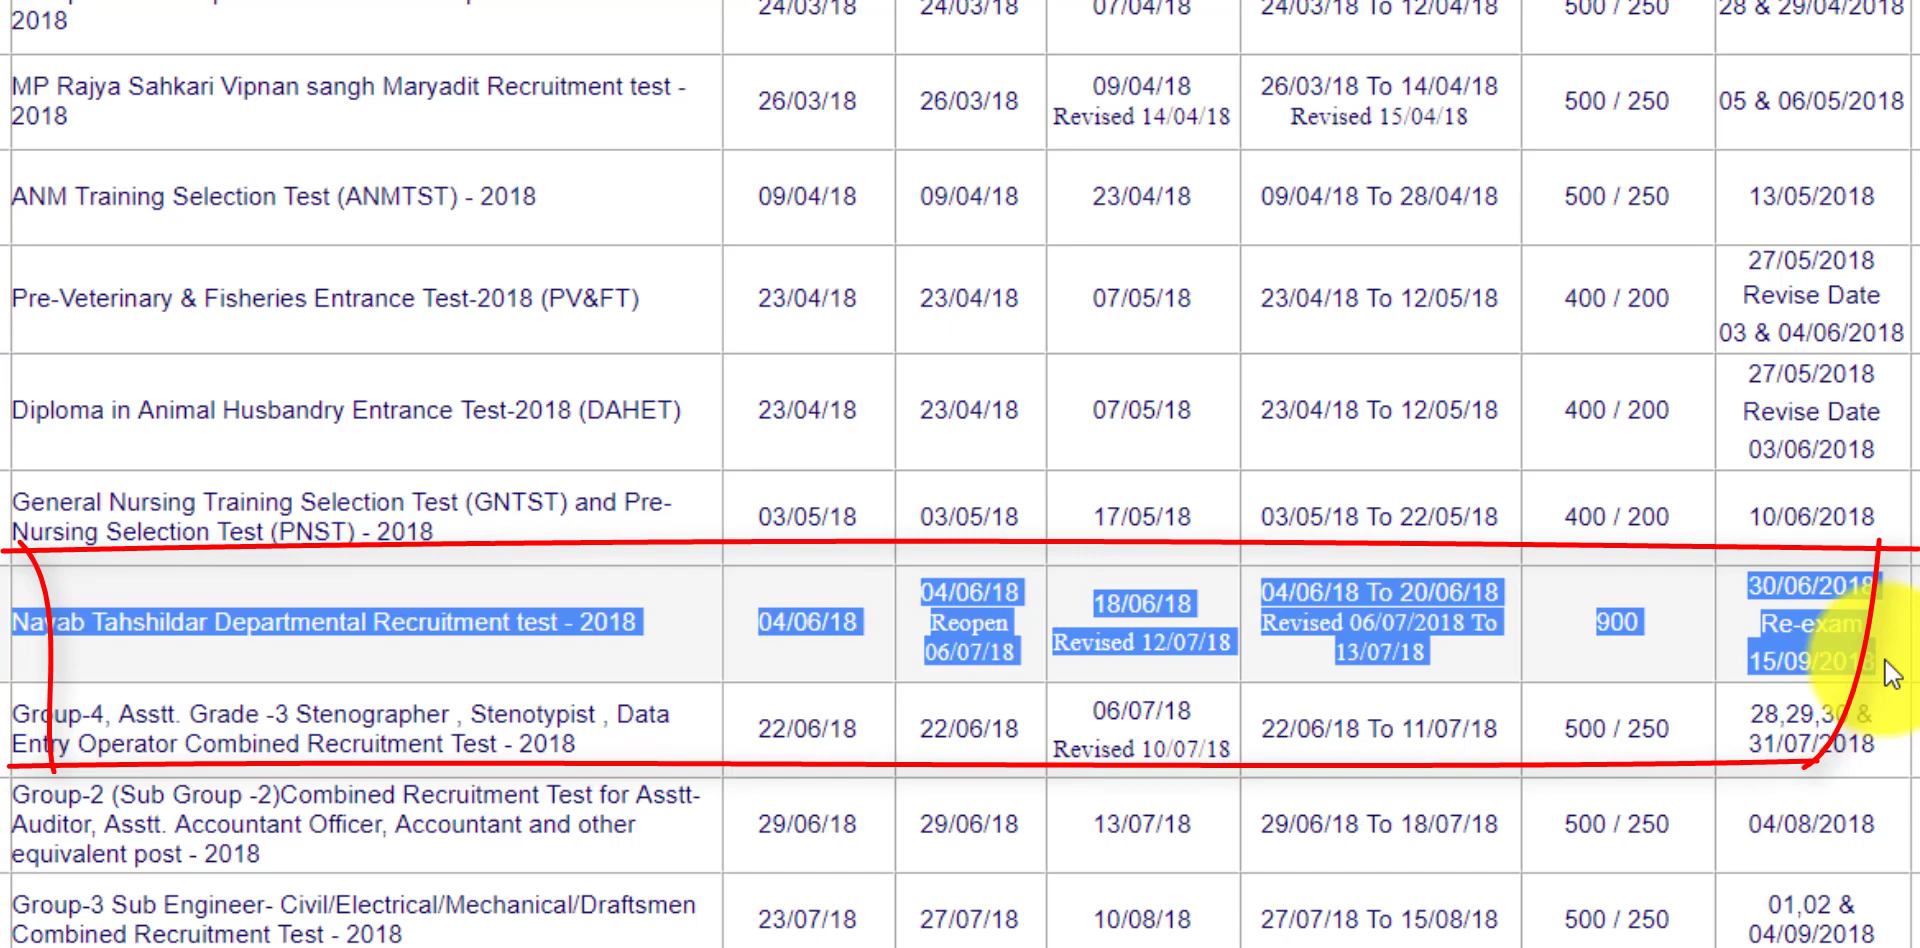 2018
24/03/18
24/03/18
07/04/18
24/03/18 To 12/04/18
500 / 250
28 & 29/04/2018
MP Rajya Sahkari Vipnan sangh Maryadit Recruitment test -
2018
26/03/18
26/03/18
09/04/18
Revised 14/04/18
26/03/18 To 14/04/18
Revised 15/04/18
500 / 250
05 & 06/05/2018
ANM Training Selection Test (ANMTST) - 2018
09/04/18
09/04/18
23/04/18
09/04/18 To 28/04/18
500 / 250
13/05/2018
Pre-Veterinary & Fisheries Entrance Test-2018 (PV&FT)
23/04/18
23/04/18
07/05/18
23/04/18 To 12/05/18
400 / 200
27/05/2018
Revise Date
03 & 04/06/2018
Diploma in Animal Husbandry Entrance Test-2018 (DAHET)
23/04/18
23/04/18
07/05/18
23/04/18 To 12/05/18
400 / 200
27/05/2018
Revise Date
03/06/2018
General Nursing Training Selection Test (GNTST) and Pre-
Nursing Selection Test (PNST) - 2018
03/05/18
03/05/18
17/05/18
03/05/18 To 22/05/18
400 / 200
10/06/2018
Nayab Tahshildar Departmental Recruitment test - 2018
04/06/18
04/06/18
Reopen
06/07/18
18/06/18
Revised 12/07/18
04/06/18 To 20/06/18
Revised 06/07/2018 To
13/07/18
900
30/06/2018
Re-exam
15/09/2018
Group-4, Asstt. Grade -3 Stenographer , Stenotypist , Data
Entry Operator Combined Recruitment Test - 2018
22/06/18
22/06/18
06/07/18
Revised 10/07/18
22/06/18 To 11/07/18
500 / 250
28,29,30 &
31/07/2018
Group-2 (Sub Group -2)Combined Recruitment Test for Asstt-
Auditor, Asstt. Accountant Officer, Accountant and other
equivalent post - 2018
29/06/18
29/06/18
13/07/18
29/06/18 To 18/07/18
500 / 250
04/08/2018
Group-3 Sub Engineer- Civil/Electrical/Mechanical/Draftsmen
Combined Recruitment Test - 2018
23/07/18
27/07/18
10/08/18
27/07/18 To 15/08/18
500 / 250
01,02 &
04/09/2018